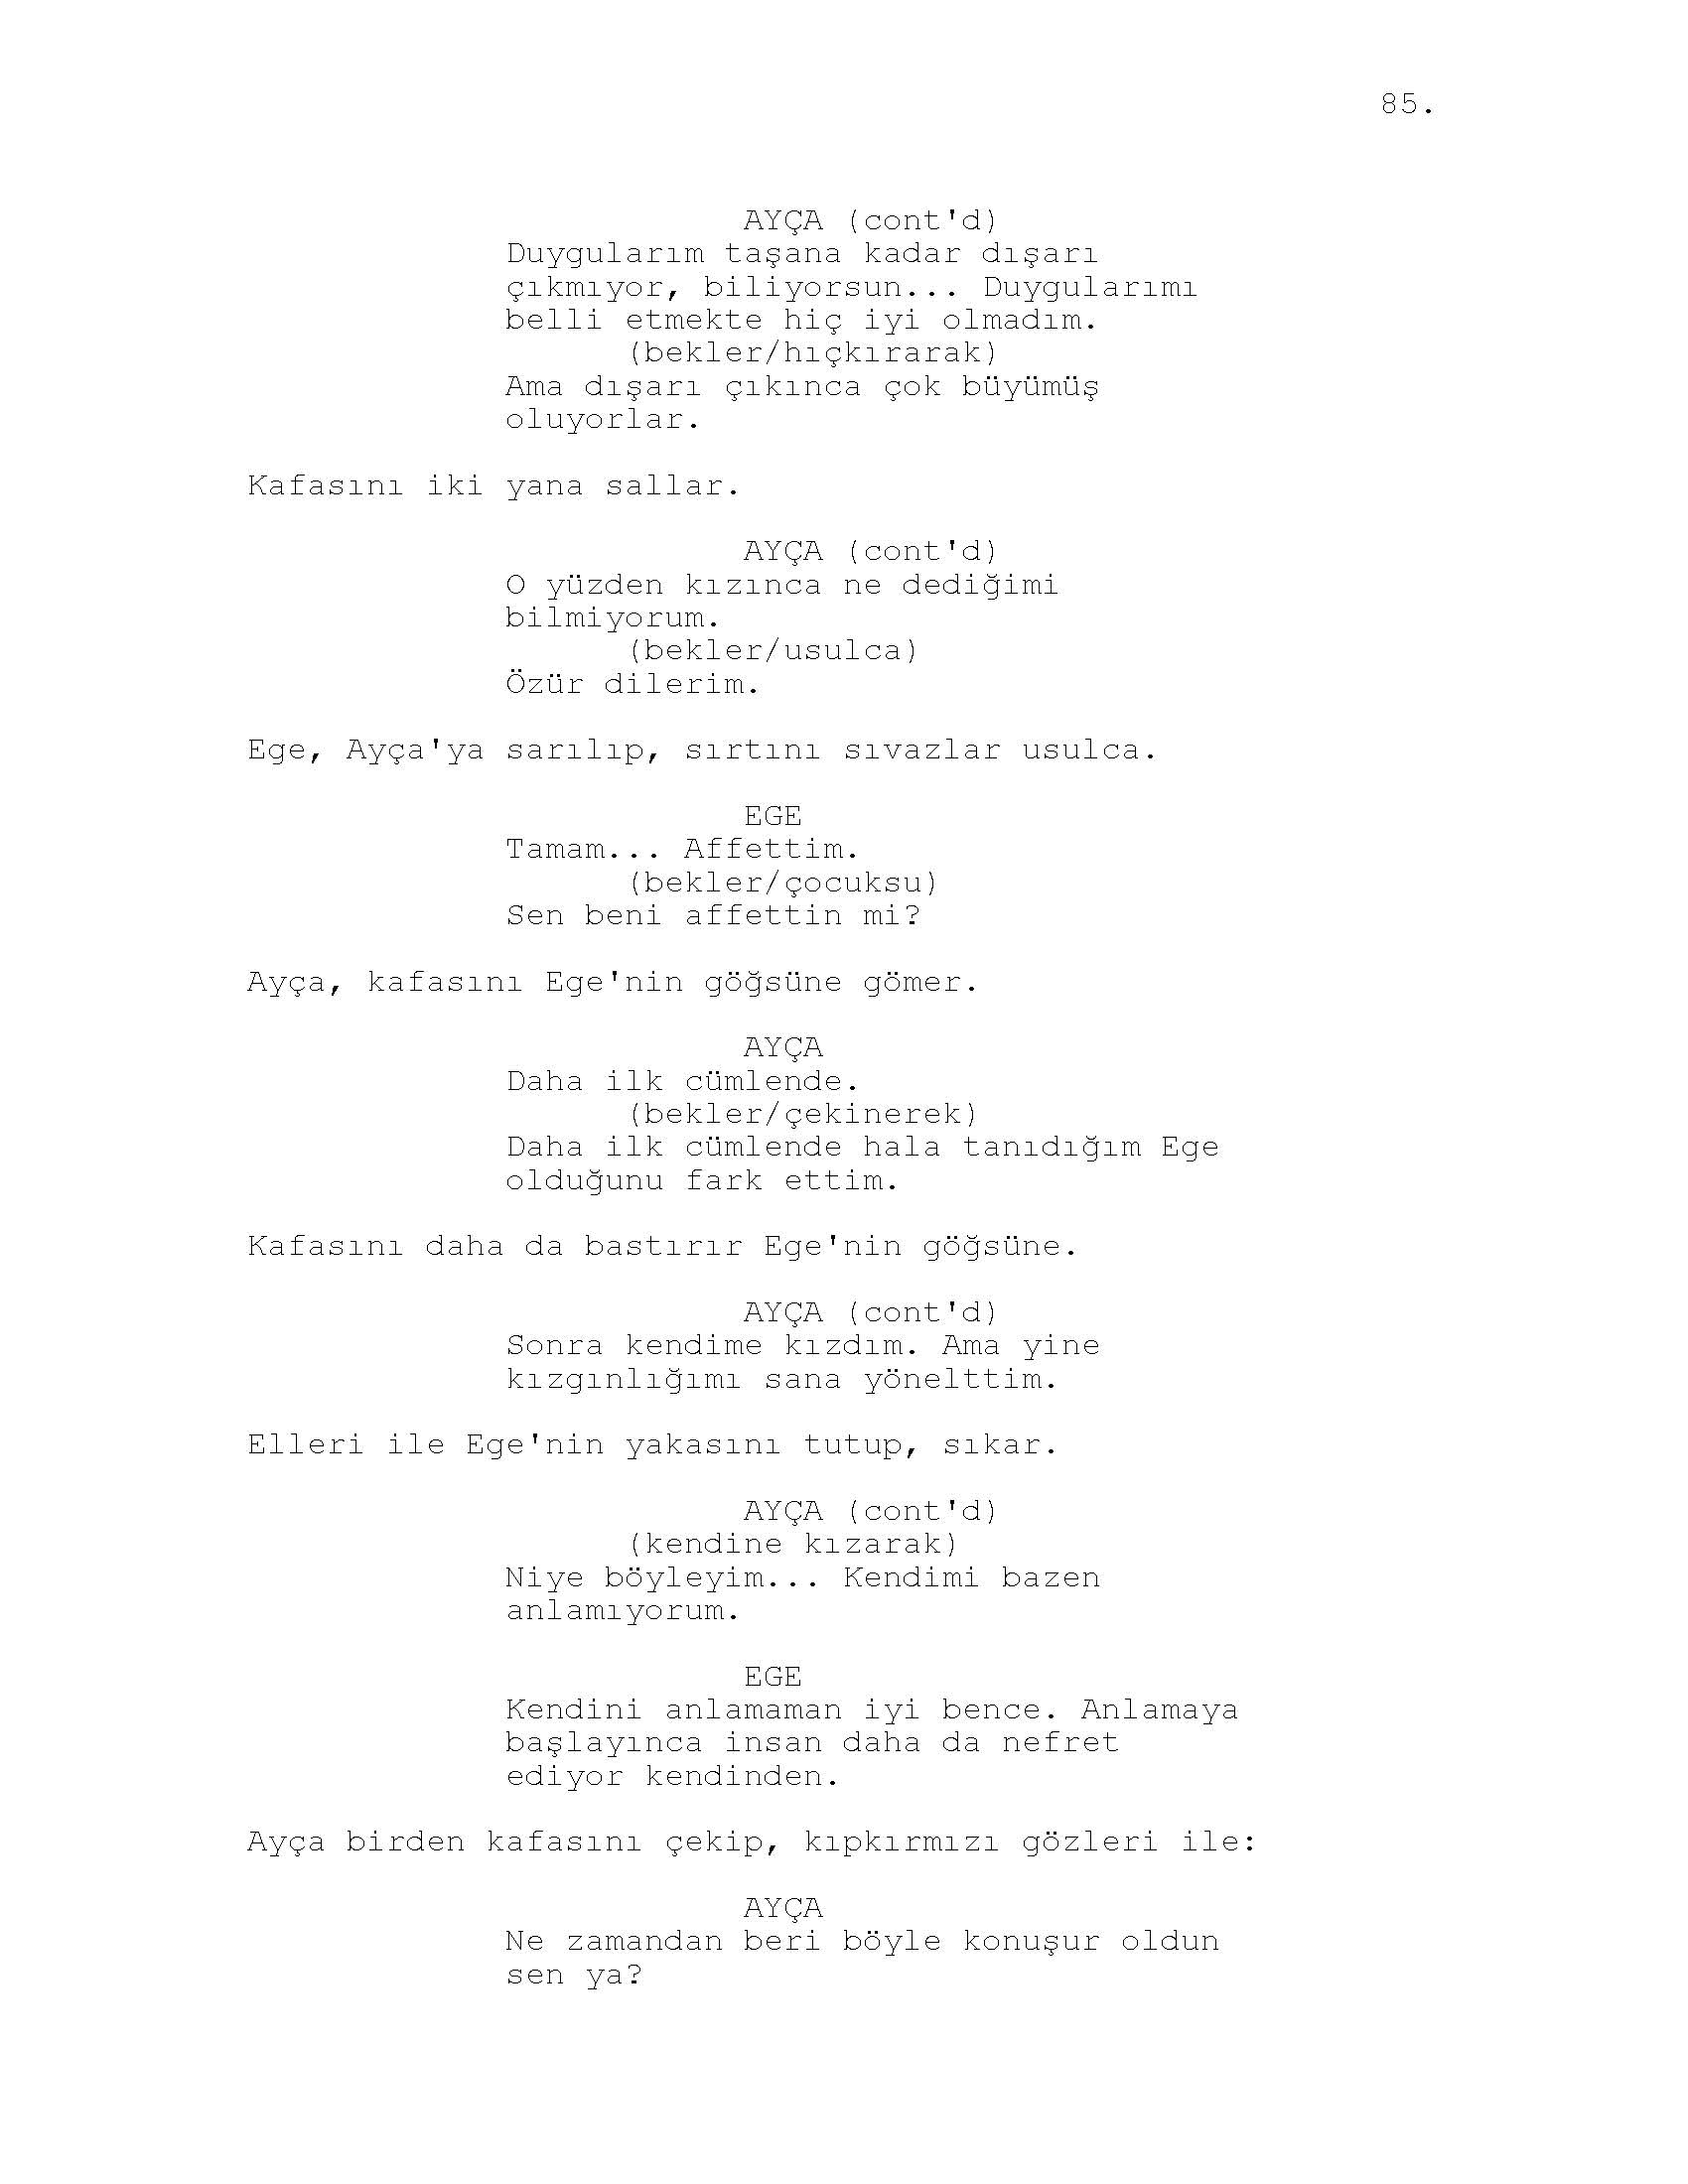 85.
AYÇA (cont'd)
Duygularım taşana kadar dışarı
çıkmıyor, biliyorsun... Duygularımı
belli etmekte hiç iyi olmadım.
(bekler/hıçkırarak)
Ama dışarı çıkınca çok büyümüş
oluyorlar.
Kafasını iki yana sallar.
AYÇA (cont'd)
O yüzden kızınca ne dediğimi
bilmiyorum.
(bekler/usulca)
Özür dilerim.
Ege, Ayça'ya sarılıp, sırtını sıvazlar usulca.
EGE
Tamam... Affettim.
(bekler/çocuksu)
Sen beni affettin mi?
Ayça, kafasını Ege'nin göğsüne gömer.
AYÇA
Daha ilk cümlende.
(bekler/çekinerek)
Daha ilk cümlende hala tanıdığım Ege
olduğunu fark ettim.
Kafasını daha da bastırır Ege'nin göğsüne.
AYÇA (cont'd)
Sonra kendime kızdım. Ama yine
kızgınlığımı sana yönelttim.
Elleri ile Ege'nin yakasını tutup, sıkar.
AYÇA (cont'd)
(kendine kızarak)
Niye böyleyim... Kendimi bazen
anlamıyorum.
EGE
Kendini anlamaman iyi bence. Anlamaya
başlayınca insan daha da nefret
ediyor kendinden.
Ayça birden kafasını çekip, kıpkırmızı gözleri ile:
AYÇA
Ne zamandan beri böyle konuşur oldun
sen ya?